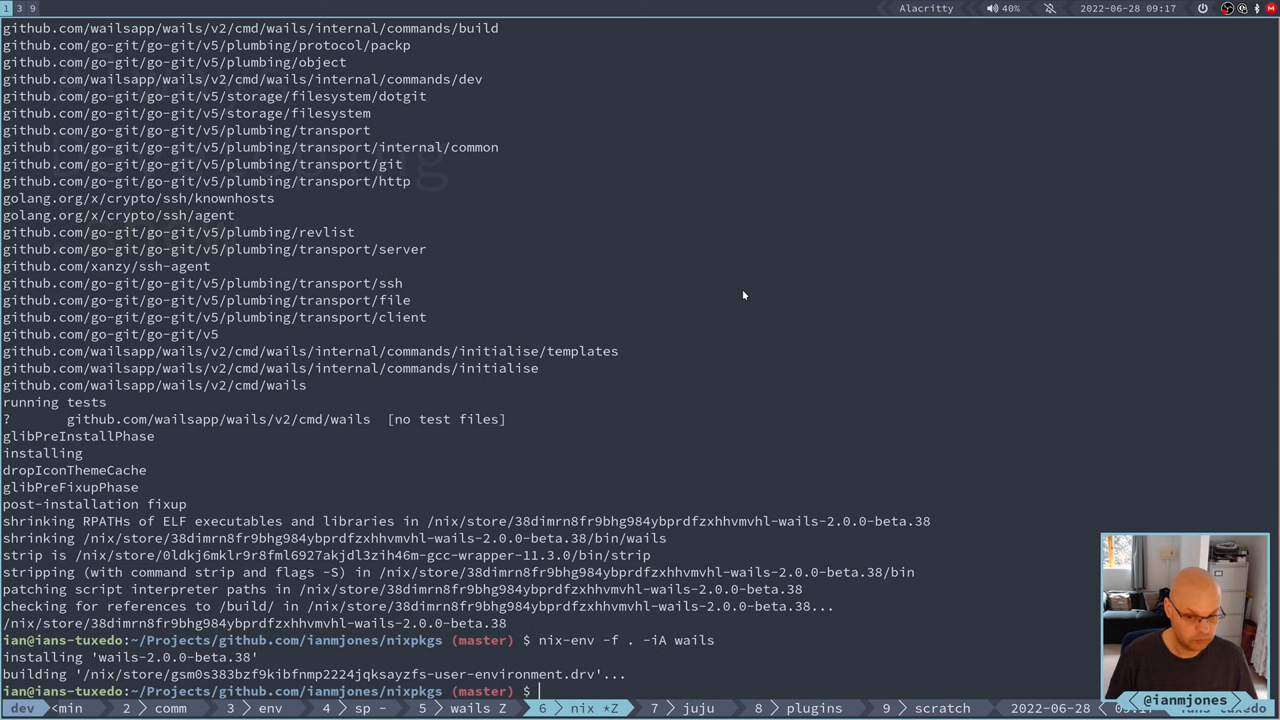 1 3 9
Alacritty
40%
2022-06-28 09:17
github.com/wailsapp/wails/v2/cmd/wails/internal/commands/build
github.com/go-git/go-git/v5/plumbing/protocol/packp
github.com/go-git/go-git/v5/plumbing/object
github.com/wailsapp/wails/v2/cmd/wails/internal/commands/dev
github.com/go-git/go-git/v5/storage/filesystem/dotgit
github.com/go-git/go-git/v5/storage/filesystem
github.com/go-git/go-git/v5/plumbing/transport
github.com/go-git/go-git/v5/plumbing/transport/internal/common
github.com/go-git/go-git/v5/plumbing/transport/git
github.com/go-git/go-git/v5/plumbing/transport/http
golang.org/x/crypto/ssh/knownhosts
golang.org/x/crypto/ssh/agent
github.com/go-git/go-git/v5/plumbing/revlist
github.com/go-git/go-git/v5/plumbing/transport/server
github.com/xanzy/ssh-agent
github.com/go-git/go-git/v5/plumbing/transport/ssh
github.com/go-git/go-git/v5/plumbing/transport/file
github.com/go-git/go-git/v5/plumbing/transport/client
github.com/go-git/go-git/v5
github.com/wailsapp/wails/v2/cmd/wails/internal/commands/initialise/templates
github.com/wailsapp/wails/v2/cmd/wails/internal/commands/initialise
github.com/wailsapp/wails/v2/cmd/wails
running tests
? github.com/wailsapp/wails/v2/cmd/wails [no test files]
glibPreInstallPhase
installing
dropIconThemeCache
glibPreFixupPhase
post-installation fixup
shrinking RPATHs of ELF executables and libraries in /nix/store/38dimrn8fr9bhg984ybprdfzxhhvmvhl-wails-2.0.0-beta.38
shrinking /nix/store/38dimrn8fr9bhg984ybprdfzxhhvmvhl-wails-2.0.0-beta.38/bin/wails
strip is /nix/store/0ldkj6mklr9r8fml6927akjdl3zih46m-gcc-wrapper-11.3.0/bin/strip
stripping (with command strip and flags -S) in /nix/store/38dimrn8fr9bhg984ybprdfzxhhvmvhl-wails-2.0.0-beta.38/bin
patching script interpreter paths in /nix/store/38dimrn8fr9bhg984ybprdfzxhhvmvhl-wails-2.0.0-beta.38
checking for references to /build/ in /nix/store/38dimrn8fr9bhg984ybprdfzxhhvmvhl-wails-2.0.0-beta.38...
/nix/store/38dimrn8fr9bhg984ybprdfzxhhvmvhl-wails-2.0.0-beta.38
ian@ians-tuxedo:~/Projects/github.com/ianmjones/nixpkgs (master) $ nix-env -f . -iA wails
installing 'wails-2.0.0-beta.38'
building '/nix/store/gsm0s383bzf9kibfnmp2224jqksayzfs-user-environment.drv'...
ian@ians-tuxedo:~/Projects/github.com/ianmjones/nixpkgs (master) $
@ianmjones
dev <min 2 comm 3 env 4 sp - 5 wails Z 6 nix *Z 7 juju 8 plugins 9 scratch 2022-06-28